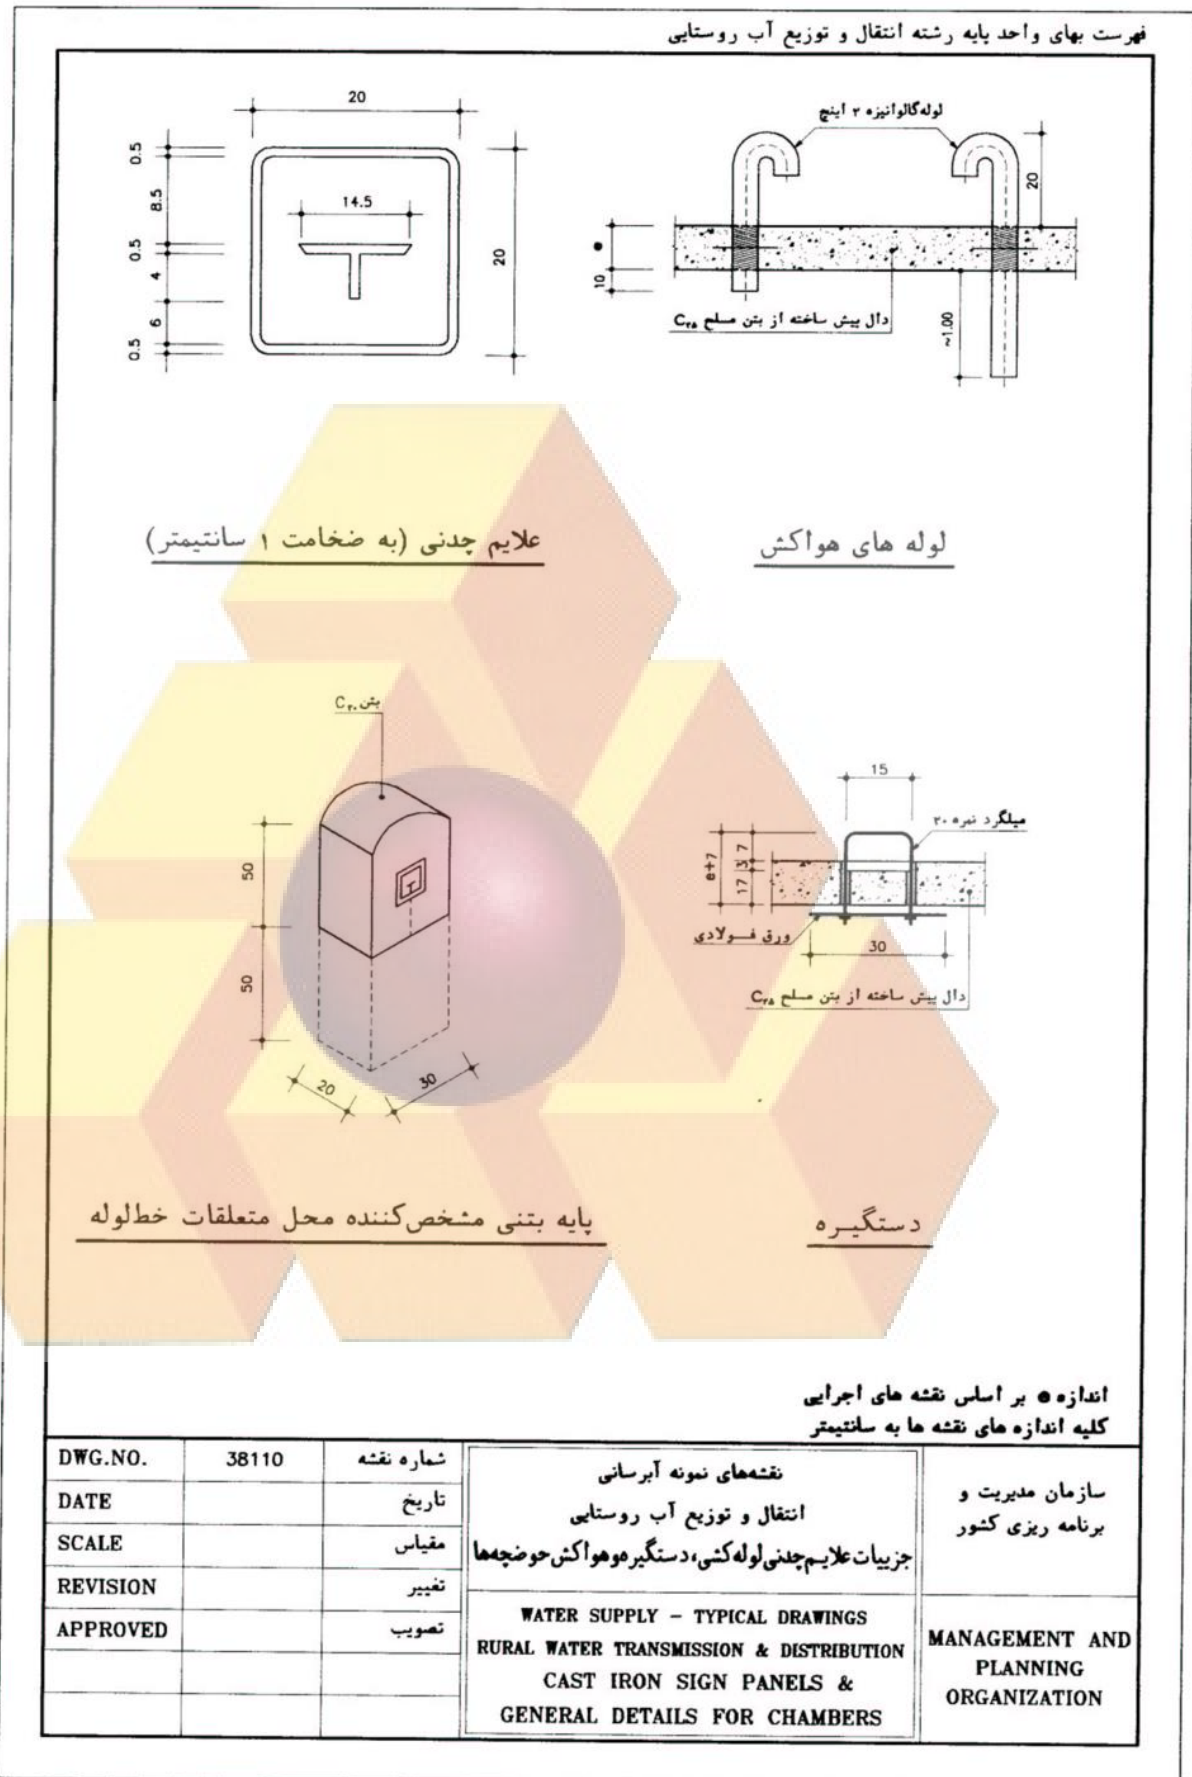 فهرست بهای واحد پایه رشته انتقال و توزیع آب روستایی
20
0.5
8.5
0.5
4
6
0.5
14.5
20
لوله گالوانیزه ۳ اینچ
20
e
10
دال پیش ساخته از بتن مسلح C۲۵
~1.00
علایم چدنی (به ضخامت ۱ سانتیمتر)
لوله های هواکش
بتن C۲۰
50
50
20
30
15
میلگرد نمره ۲۰
e+7
7
3
17
ورق فولادی
30
دال پیش ساخته از بتن مسلح C۲۵
پایه بتنی مشخص‌کننده محل متعلقات خط‌لوله
دستگیره
اندازه e بر اساس نقشه های اجرایی
کلیه اندازه های نقشه ها به سانتیمتر
DWG.NO. 38110 شماره نقشه
DATE تاریخ
SCALE مقیاس
REVISION تغییر
APPROVED تصویب
نقشه‌های نمونه آبرسانی
انتقال و توزیع آب روستایی
جزییات علایم چدنی لوله کشی، دستگیره و هواکش حوضچه‌ها
WATER SUPPLY – TYPICAL DRAWINGS
RURAL WATER TRANSMISSION & DISTRIBUTION
CAST IRON SIGN PANELS &
GENERAL DETAILS FOR CHAMBERS
سازمان مدیریت و
برنامه ریزی کشور
MANAGEMENT AND
PLANNING
ORGANIZATION